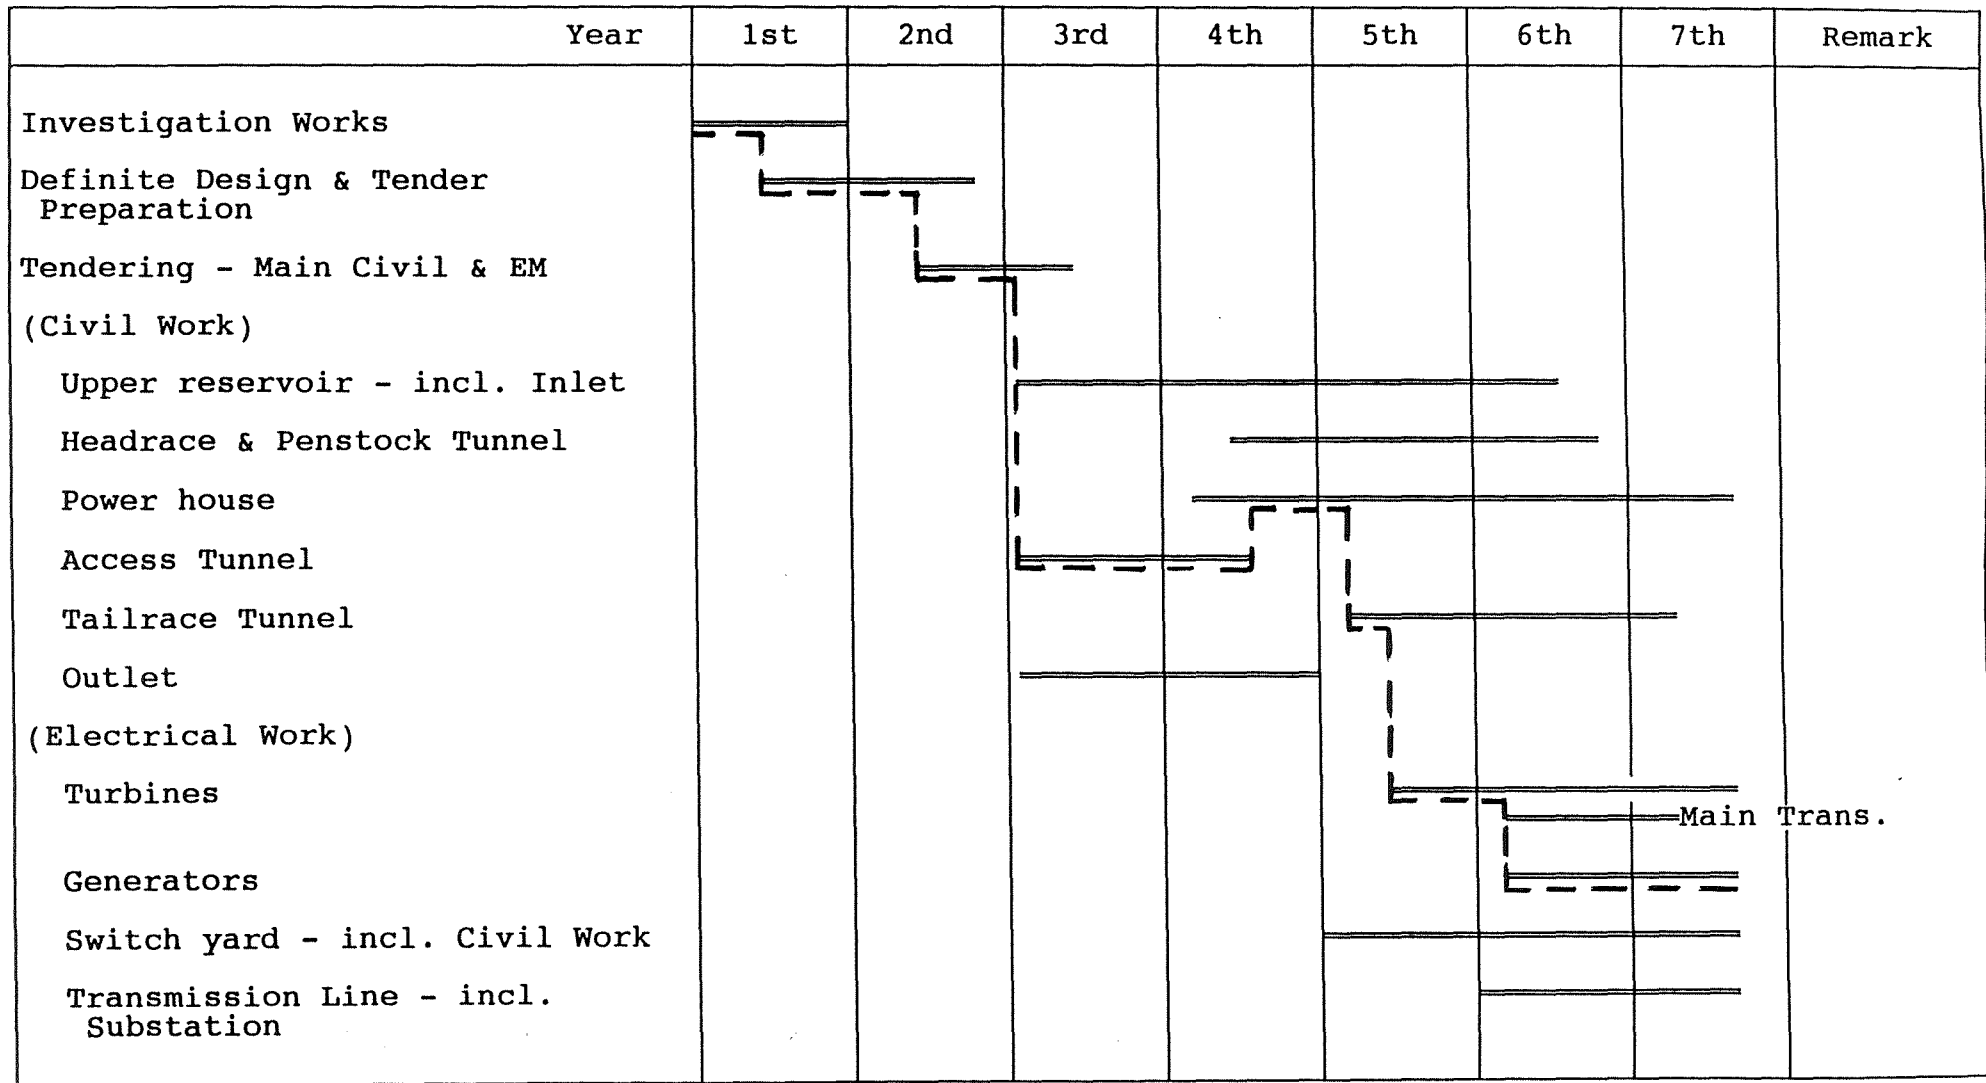 Year 1st 2nd 3rd 4th 5th 6th 7th Remark
Investigation Works
Definite Design & Tender
Preparation
Tendering - Main Civil & EM
(Civil Work)
Upper reservoir - incl. Inlet
Headrace & Penstock Tunnel
Power house
Access Tunnel
Tailrace Tunnel
Outlet
(Electrical Work)
Turbines
Main Trans.
Generators
Switch yard - incl. Civil Work
Transmission Line - incl.
Substation